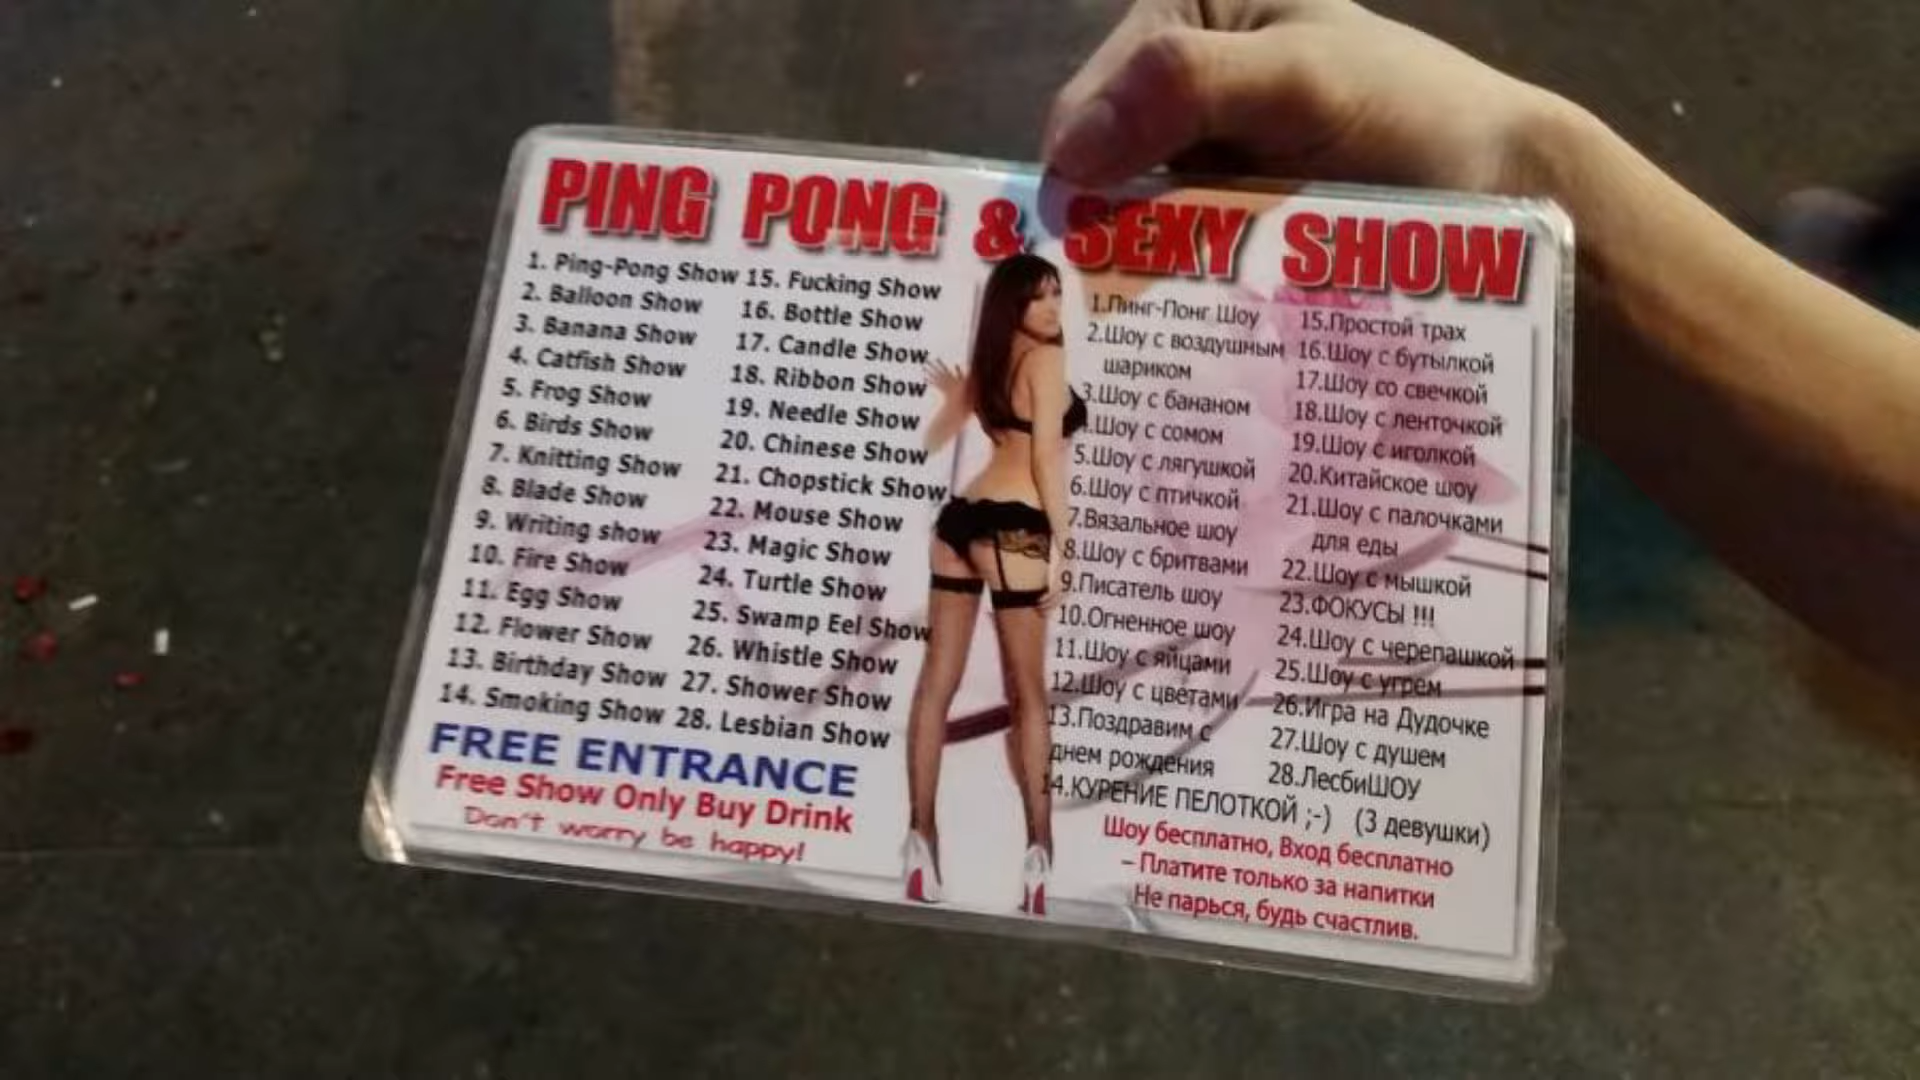 PING PONG & SEXY SHOW
1. Ping-Pong Show
2. Balloon Show
3. Banana Show
4. Catfish Show
5. Frog Show
6. Birds Show
7. Knitting Show
8. Blade Show
9. Writing show
10. Fire Show
11. Egg Show
12. Flower Show
13. Birthday Show
14. Smoking Show
15. Fucking Show
16. Bottle Show
17. Candle Show
18. Ribbon Show
19. Needle Show
20. Chinese Show
21. Chopstick Show
22. Mouse Show
23. Magic Show
24. Turtle Show
25. Swamp Eel Show
26. Whistle Show
27. Shower Show
28. Lesbian Show
FREE ENTRANCE
Free Show Only Buy Drink
Don't worry be happy!
1.Пинг-Понг Шоу
2.Шоу с воздушным
шариком
3.Шоу с бананом
.Шоу с сомом
5.Шоу с лягушкой
6.Шоу с птичкой
7.Вязальное шоу
8.Шоу с бритвами
9.Писатель шоу
10.Огненное шоу
11.Шоу с яйцами
12.Шоу с цветами
13.Поздравим с
днем рождения
14.КУРЕНИЕ ПЕЛОТКОЙ ;-)
15.Простой трах
16.Шоу с бутылкой
17.Шоу со свечкой
18.Шоу с ленточкой
19.Шоу с иголкой
20.Китайское шоу
21.Шоу с палочками
для еды
22.Шоу с мышкой
23.ФОКУСЫ !!!
24.Шоу с черепашкой
25.Шоу с угрем
26.Игра на Дудочке
27.Шоу с душем
28.ЛесбиШОУ
(3 девушки)
Шоу бесплатно, Вход бесплатно
– Платите только за напитки
Не парься, будь счастлив.